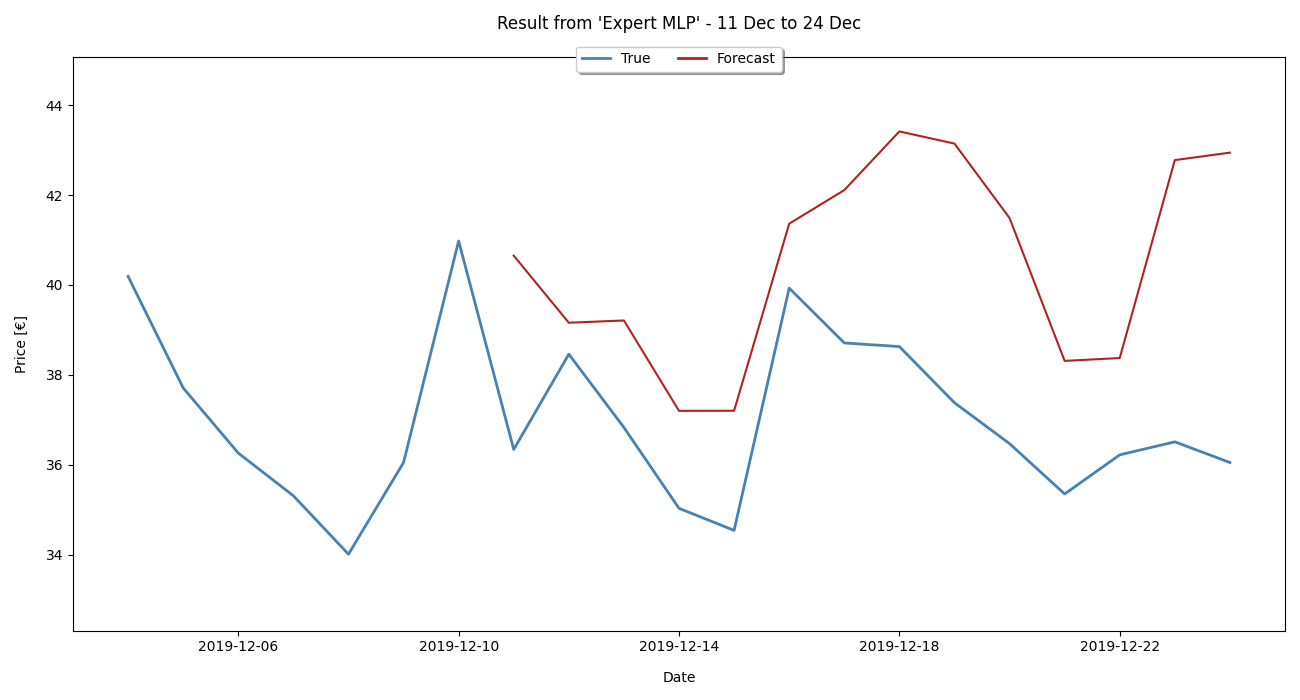 Result from 'Expert MLP' - 11 Dec to 24 Dec
True Forecast
44
42
40
38
36
34
Price [€]
2019-12-06 2019-12-10 2019-12-14 2019-12-18 2019-12-22
Date